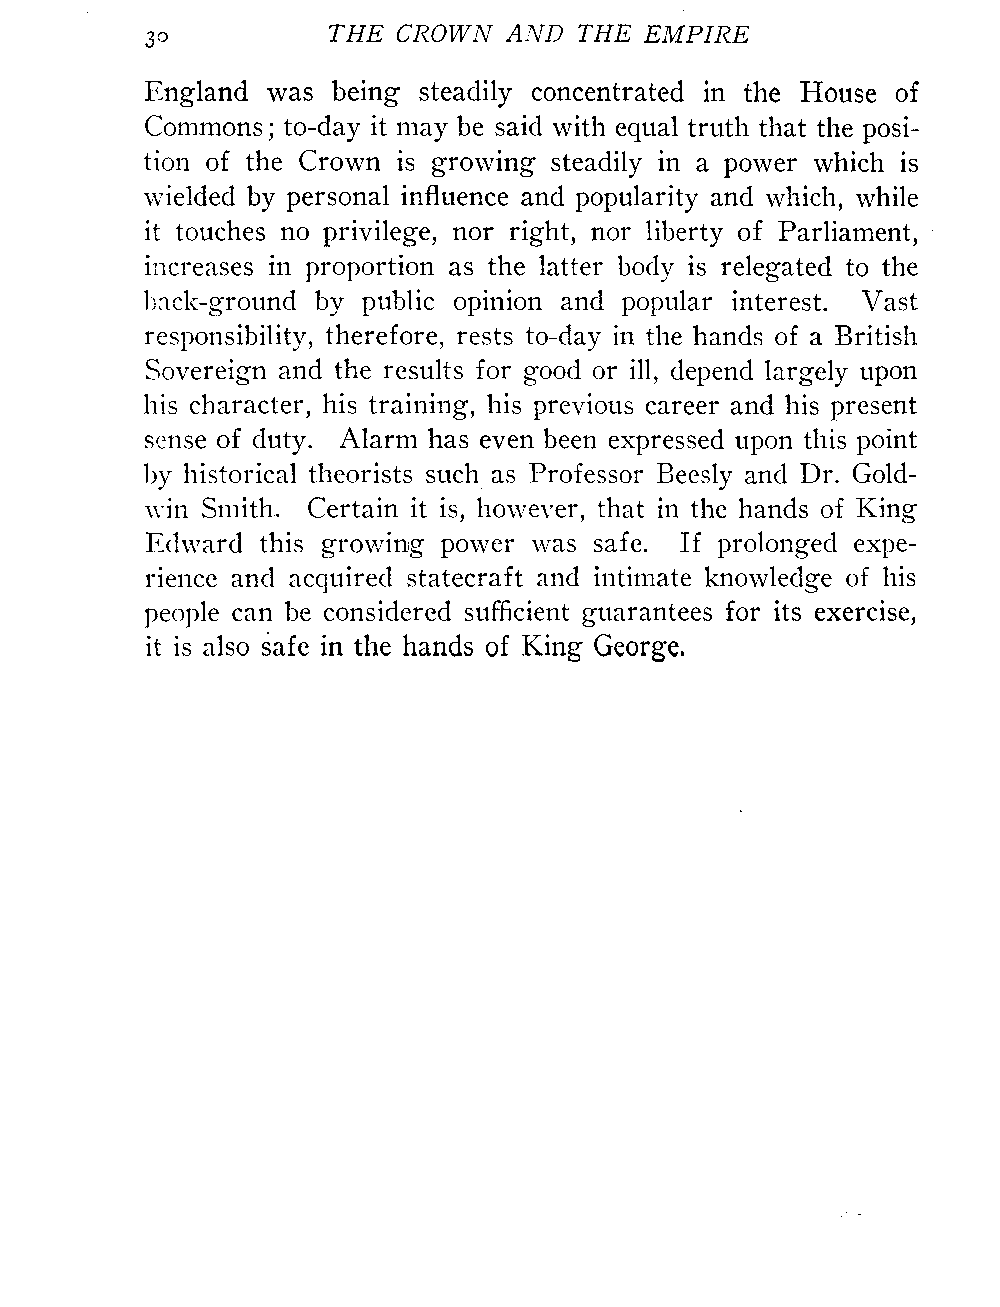 30 THE CROWN AND THE EMPIRE
England was being steadily concentrated in the House of
Commons; to-day it may be said with equal truth that the posi-
tion of the Crown is growing steadily in a power which is
wielded by personal influence and popularity and which, while
it touches no privilege, nor right, nor liberty of Parliament,
increases in proportion as the latter body is relegated to the
back-ground by public opinion and popular interest. Vast
responsibility, therefore, rests to-day in the hands of a British
Sovereign and the results for good or ill, depend largely upon
his character, his training, his previous career and his present
sense of duty. Alarm has even been expressed upon this point
by historical theorists such as Professor Beesly and Dr. Gold-
win Smith. Certain it is, however, that in the hands of King
Edward this growing power was safe. If prolonged expe-
rience and acquired statecraft and intimate knowledge of his
people can be considered sufficient guarantees for its exercise,
it is also safe in the hands of King George.